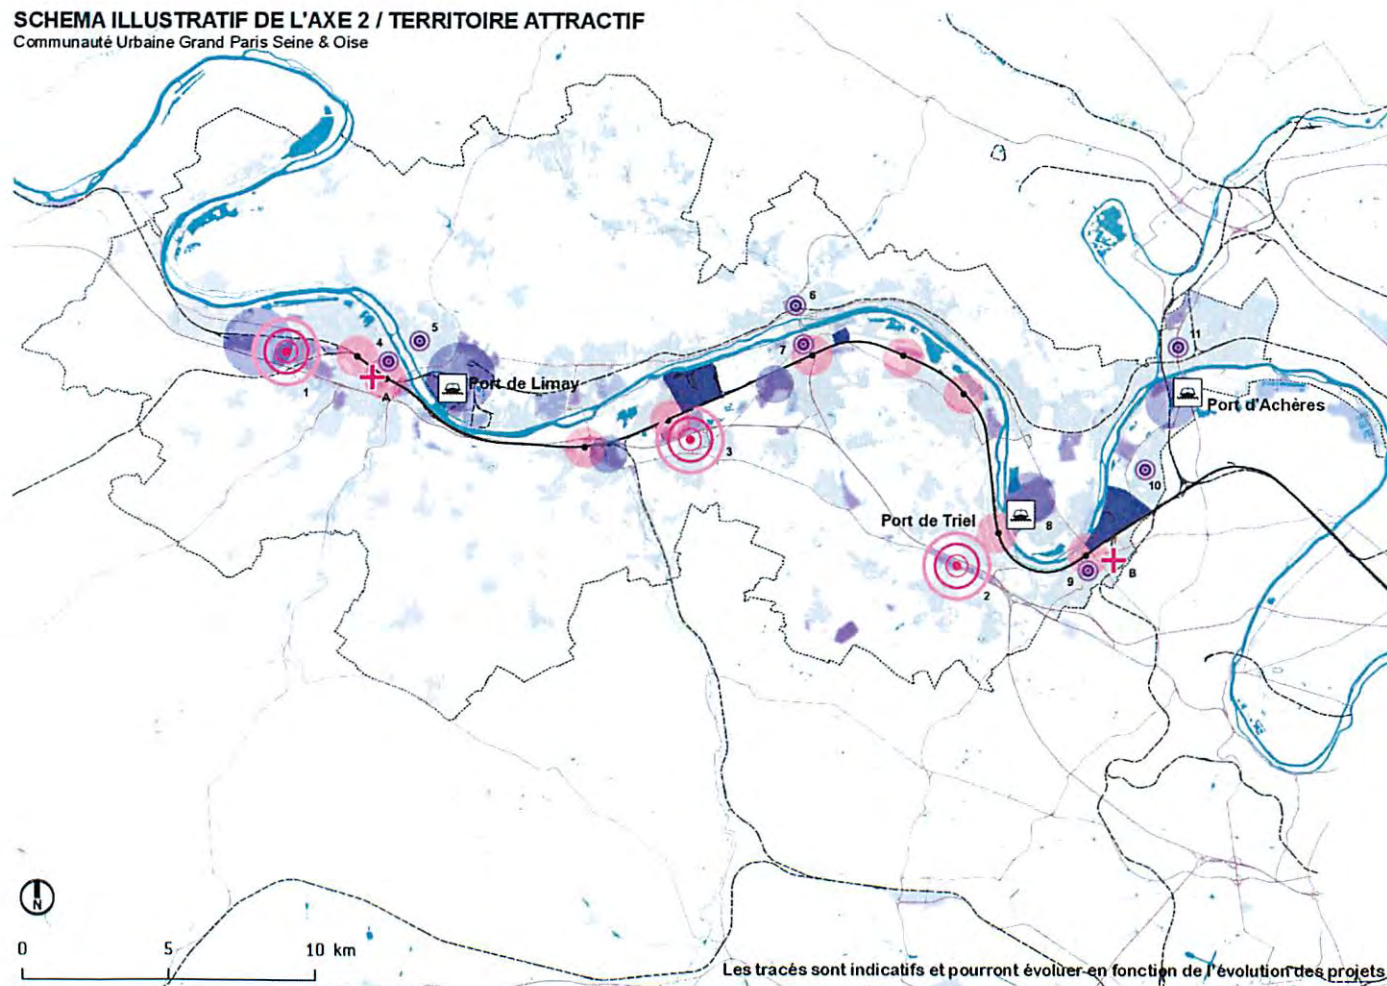 SCHEMA ILLUSTRATIF DE L'AXE 2 / TERRITOIRE ATTRACTIF
Communauté Urbaine Grand Paris Seine & Oise
6
11
5
7
4
Port de Limay
1
A
Port d'Achères
3
10
Port de Triel
8
9
B
2
N
0 5 10 km
Les tracés sont indicatifs et pourront évoluer en fonction de l'évolution des projets